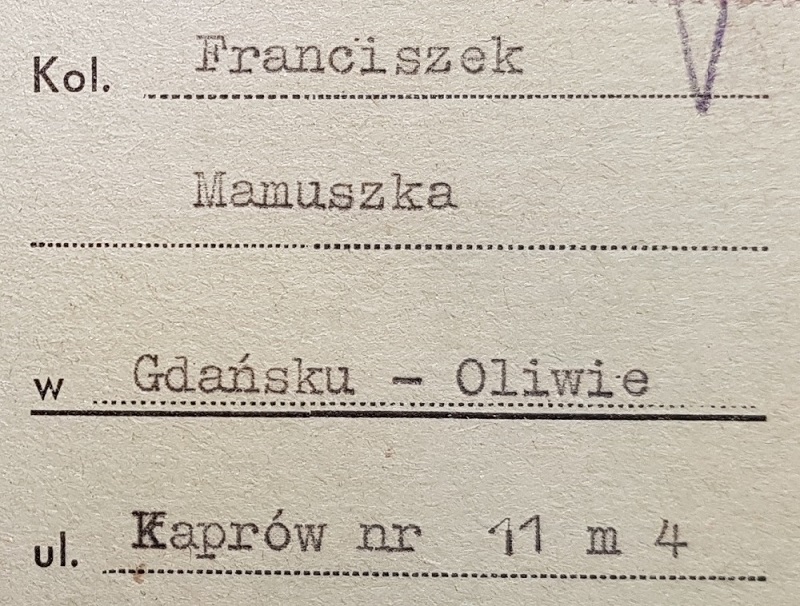 Kol. Franciszek
Mamuszka
w Gdańsku - Oliwie
ul. Kaprów nr 11 m 4